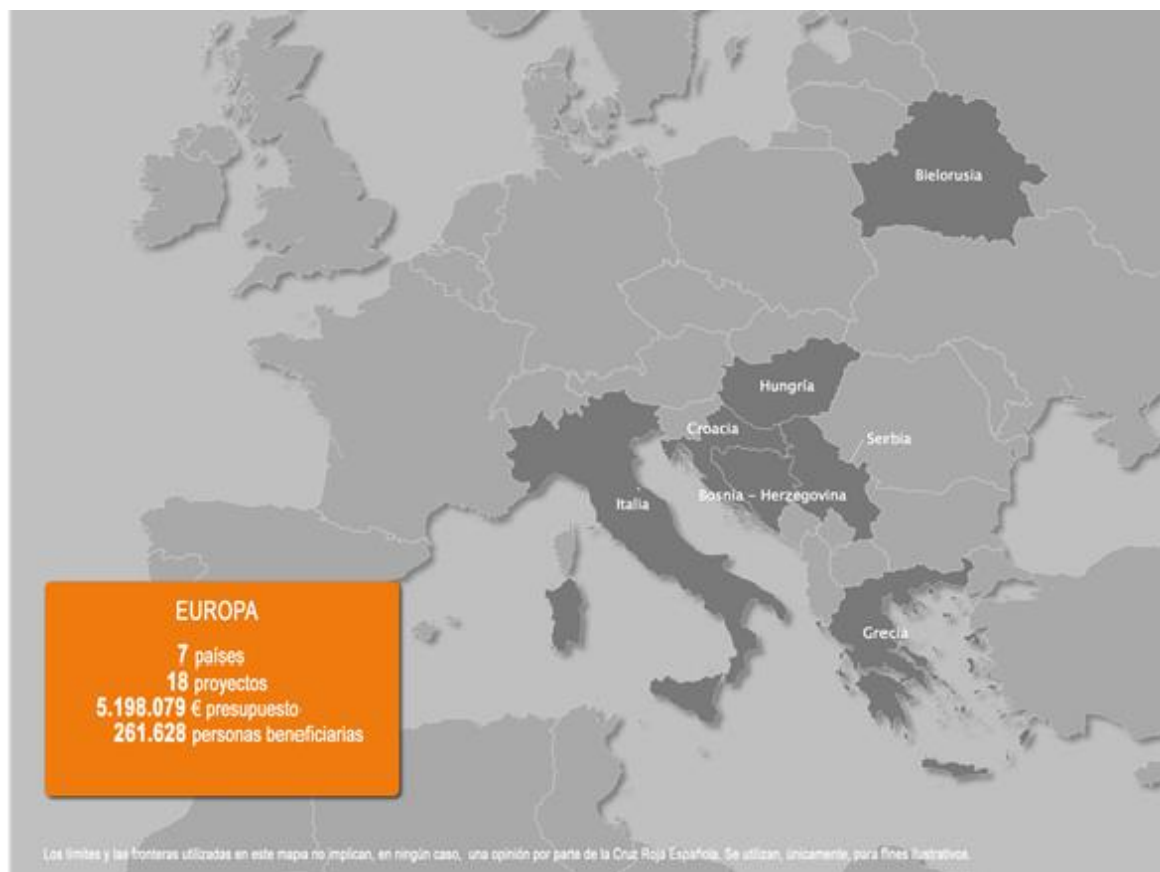 Bielorusia
Hungría
Croacia
Serbia
Bosnia - Herzegovina
Italia
Grecia
EUROPA
7 países
18 proyectos
5.198.079 € presupuesto
261.628 personas beneficiarias
Los límites y las fronteras utilizadas en este mapa no implican, en ningún caso, una opinión por parte de la Cruz Roja Española. Se utilizan, únicamente, para fines ilustrativos.